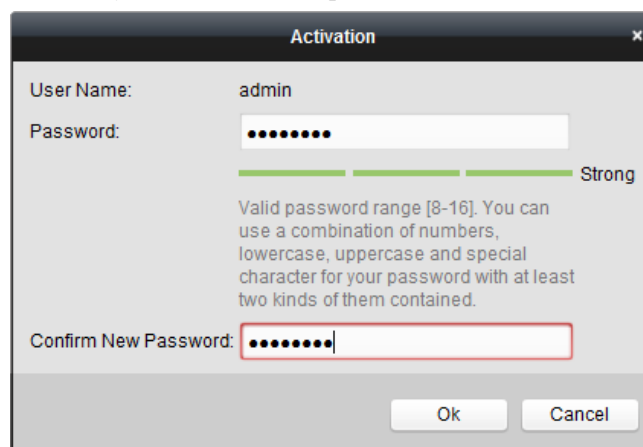 Activation
User Name: admin
Password: ●●●●●●●●
Strong
Valid password range [8-16]. You can
use a combination of numbers,
lowercase, uppercase and special
character for your password with at least
two kinds of them contained.
Confirm New Password: ●●●●●●●●
Ok Cancel